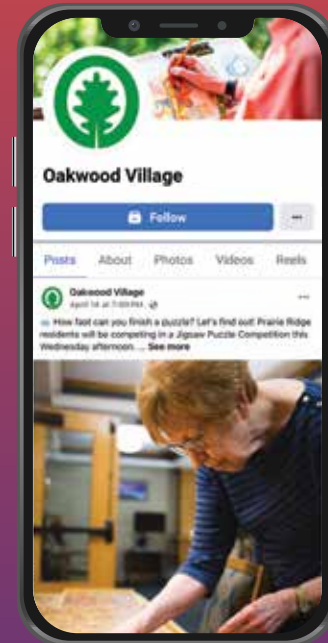 Oakwood Village
Follow
Posts About Photos Videos Reels
Oakwood Village
April 14 at 7:00 PM
How fast can you finish a puzzle? Let's find out! Prairie Ridge
residents will be competing in a Jigsaw Puzzle Competition this
Wednesday afternoon. ... See more